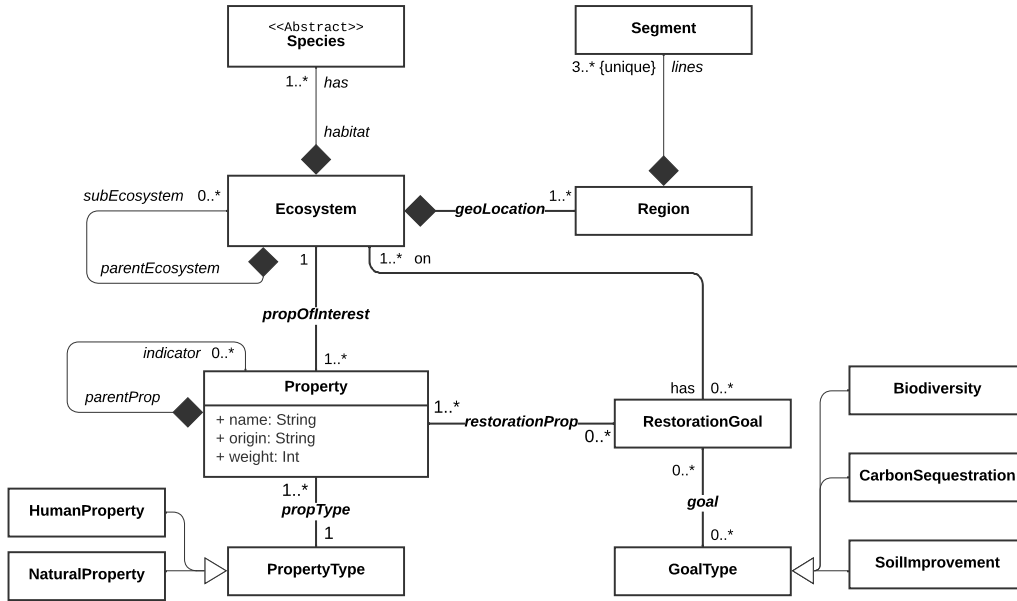 <<Abstract>>
Species
Segment
1..* has
3..* {unique} lines
habitat
subEcosystem 0..*
Ecosystem
geoLocation
1..*
Region
parentEcosystem
1
1..* on
propOfInterest
1..*
indicator 0..*
parentProp
Property
+ name: String
+ origin: String
+ weight: Int
1..*
restorationProp
0..*
has 0..*
RestorationGoal
Biodiversity
0..*
goal
0..*
CarbonSequestration
1..*
propType
1
HumanProperty
NaturalProperty
PropertyType
GoalType
SoilImprovement